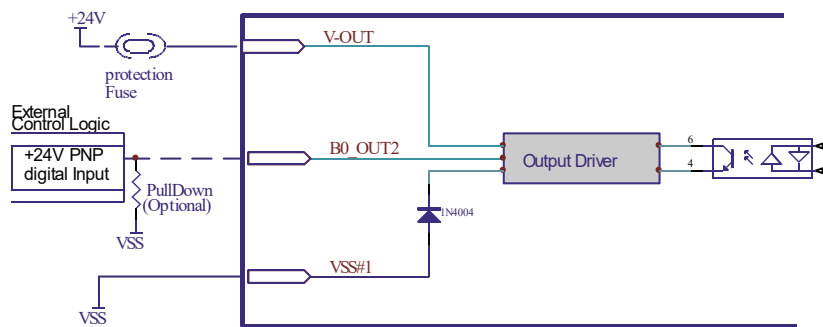 +24V
V-OUT
protection
Fuse
External
Control Logic
+24V PNP
digital Input
B0_OUT2
Output Driver
6
4
PullDown
(Optional)
1N4004
VSS
VSS#1
VSS